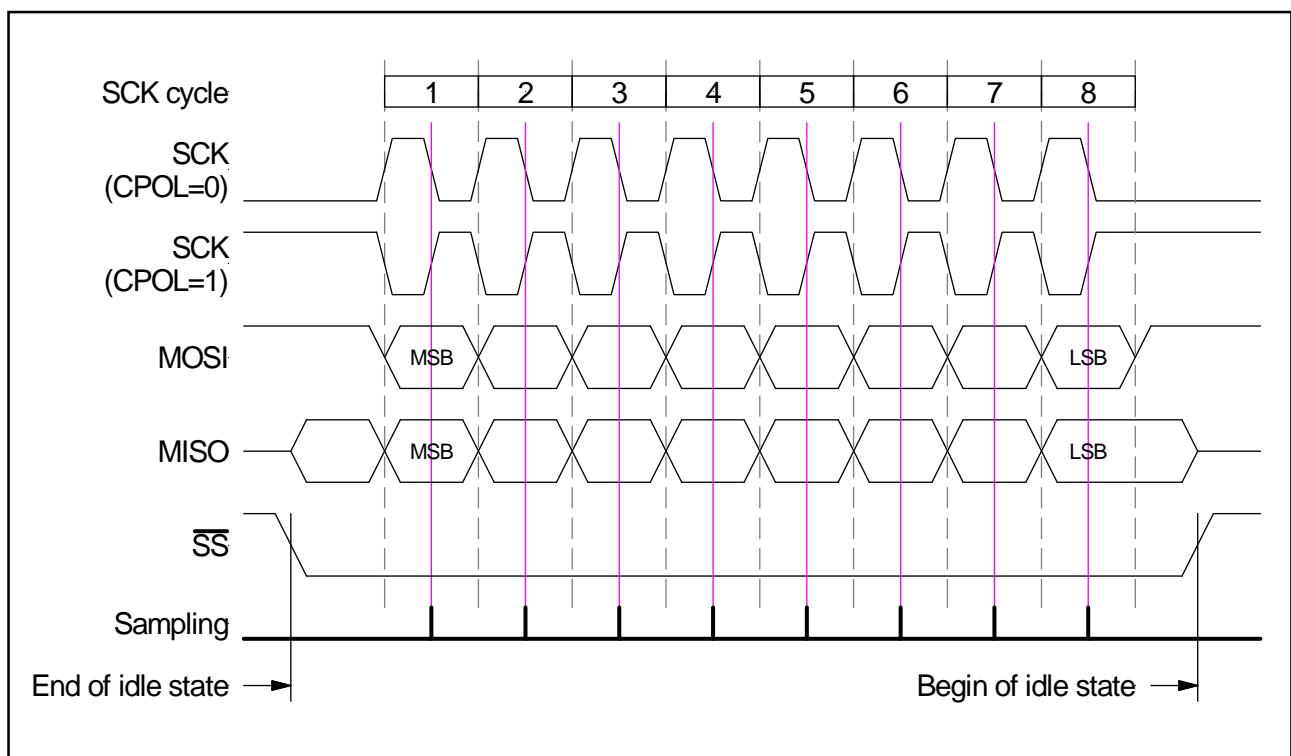 SCK cycle 1 2 3 4 5 6 7 8
SCK
(CPOL=0)
SCK
(CPOL=1)
MOSI MSB LSB
MISO MSB LSB
SS
Sampling
End of idle state Begin of idle state